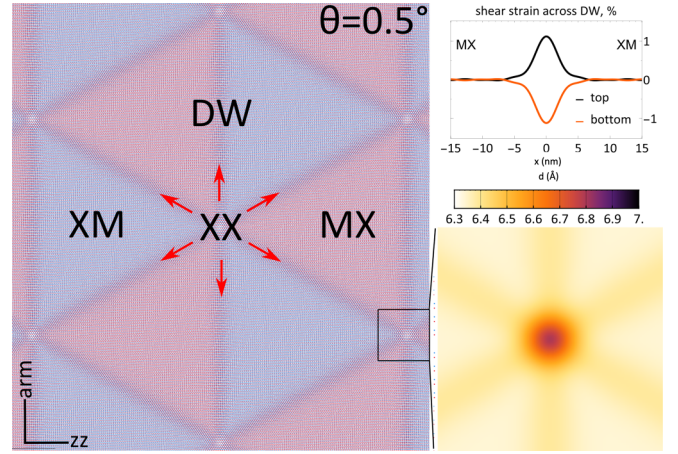 θ=0.5°
DW
XM
XX
MX
arm
zz
shear strain across DW, %
MX
XM
1
0
-1
top
bottom
-15
-10
-5
0
5
10
15
x (nm)
d (Å)
6.3 6.4 6.5 6.6 6.7 6.8 6.9 7.